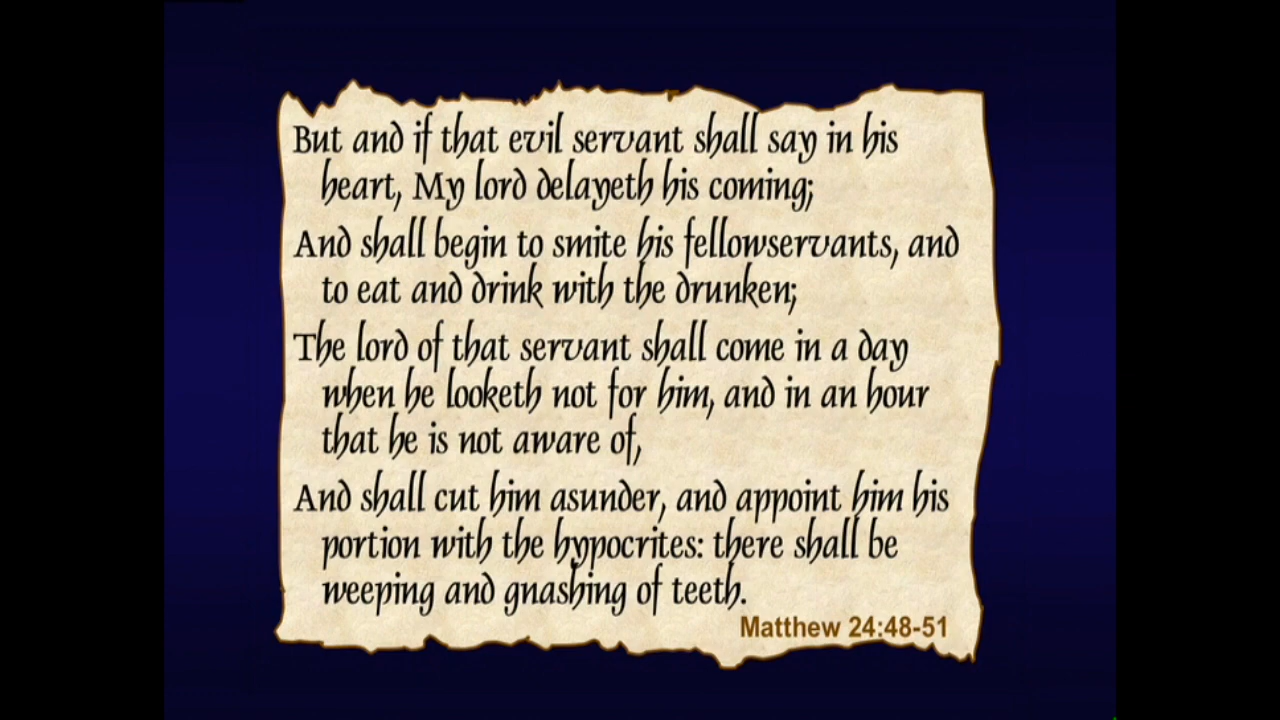 But and if that evil servant shall say in his
heart, My lord delayeth his coming;
And shall begin to smite his fellowservants, and
to eat and drink with the drunken;
The lord of that servant shall come in a day
when he looketh not for him, and in an hour
that he is not aware of,
And shall cut him asunder, and appoint him his
portion with the hypocrites: there shall be
weeping and gnashing of teeth.
Matthew 24:48-51